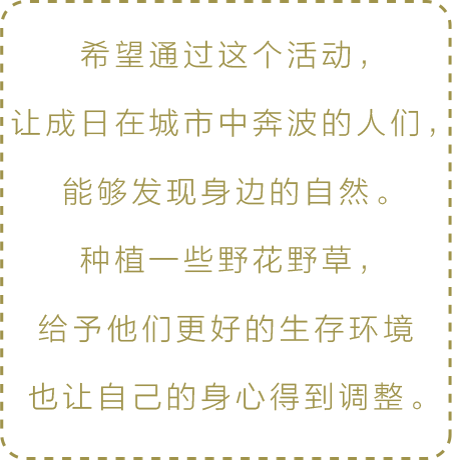 希望通过这个活动，
让成日在城市中奔波的人们，
能够发现身边的自然。
种植一些野花野草，
给予他们更好的生存环境
也让自己的身心得到调整。